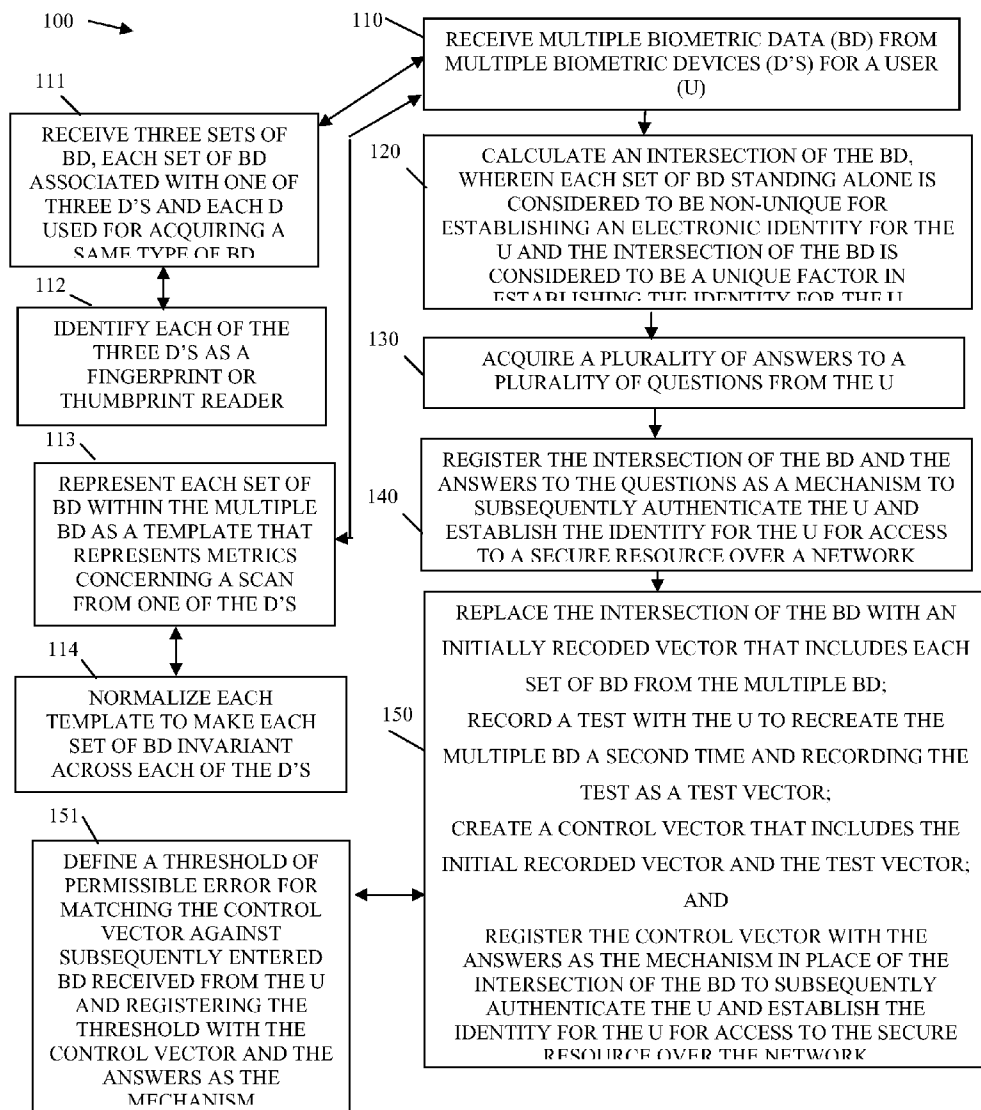 100
110
RECEIVE MULTIPLE BIOMETRIC DATA (BD) FROM
MULTIPLE BIOMETRIC DEVICES (D'S) FOR A USER
(U)
111
RECEIVE THREE SETS OF
BD, EACH SET OF BD
ASSOCIATED WITH ONE OF
THREE D'S AND EACH D
USED FOR ACQUIRING A
SAME TYPE OF BD
112
IDENTIFY EACH OF THE
THREE D'S AS A
FINGERPRINT OR
THUMBPRINT READER
113
REPRESENT EACH SET OF
BD WITHIN THE MULTIPLE
BD AS A TEMPLATE THAT
REPRESENTS METRICS
CONCERNING A SCAN
FROM ONE OF THE D'S
114
NORMALIZE EACH
TEMPLATE TO MAKE EACH
SET OF BD INVARIANT
ACROSS EACH OF THE D'S
120
CALCULATE AN INTERSECTION OF THE BD,
WHEREIN EACH SET OF BD STANDING ALONE IS
CONSIDERED TO BE NON-UNIQUE FOR
ESTABLISHING AN ELECTRONIC IDENTITY FOR THE
U AND THE INTERSECTION OF THE BD IS
CONSIDERED TO BE A UNIQUE FACTOR IN
ESTABLISHING THE IDENTITY FOR THE U
130
ACQUIRE A PLURALITY OF ANSWERS TO A
PLURALITY OF QUESTIONS FROM THE U
140
REGISTER THE INTERSECTION OF THE BD AND THE
ANSWERS TO THE QUESTIONS AS A MECHANISM TO
SUBSEQUENTLY AUTHENTICATE THE U AND
ESTABLISH THE IDENTITY FOR THE U FOR ACCESS
TO A SECURE RESOURCE OVER A NETWORK
150
REPLACE THE INTERSECTION OF THE BD WITH AN
INITIALLY RECODED VECTOR THAT INCLUDES EACH
SET OF BD FROM THE MULTIPLE BD;
RECORD A TEST WITH THE U TO RECREATE THE
MULTIPLE BD A SECOND TIME AND RECORDING THE
TEST AS A TEST VECTOR;
CREATE A CONTROL VECTOR THAT INCLUDES THE
INITIAL RECORDED VECTOR AND THE TEST VECTOR;
AND
REGISTER THE CONTROL VECTOR WITH THE
ANSWERS AS THE MECHANISM IN PLACE OF THE
INTERSECTION OF THE BD TO SUBSEQUENTLY
AUTHENTICATE THE U AND ESTABLISH THE
IDENTITY FOR THE U FOR ACCESS TO THE SECURE
RESOURCE OVER THE NETWORK
151
DEFINE A THRESHOLD OF
PERMISSIBLE ERROR FOR
MATCHING THE CONTROL
VECTOR AGAINST
SUBSEQUENTLY ENTERED
BD RECEIVED FROM THE U
AND REGISTERING THE
THRESHOLD WITH THE
CONTROL VECTOR AND THE
ANSWERS AS THE
MECHANISM